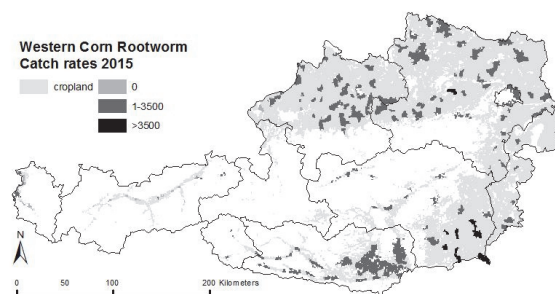 Western Corn Rootworm
Catch rates 2015
cropland
0
1-3500
>3500
N
0 50 100 200 Kilometers